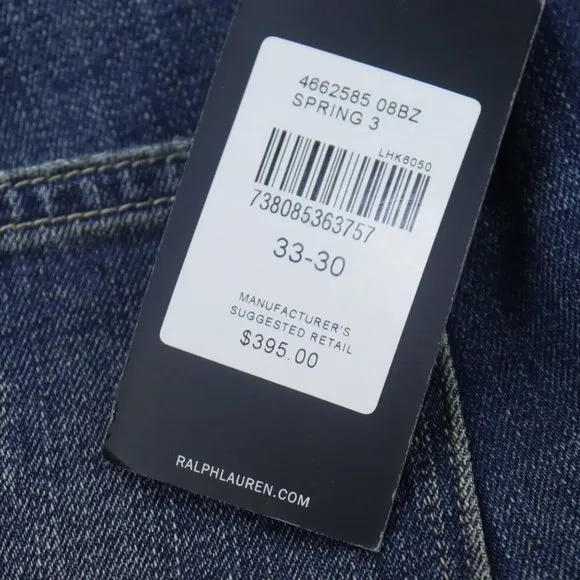 4662585 08BZ
SPRING 3
LHK6050
738085363757
33-30
MANUFACTURER'S
SUGGESTED RETAIL
$395.00
RALPHLAUREN.COM